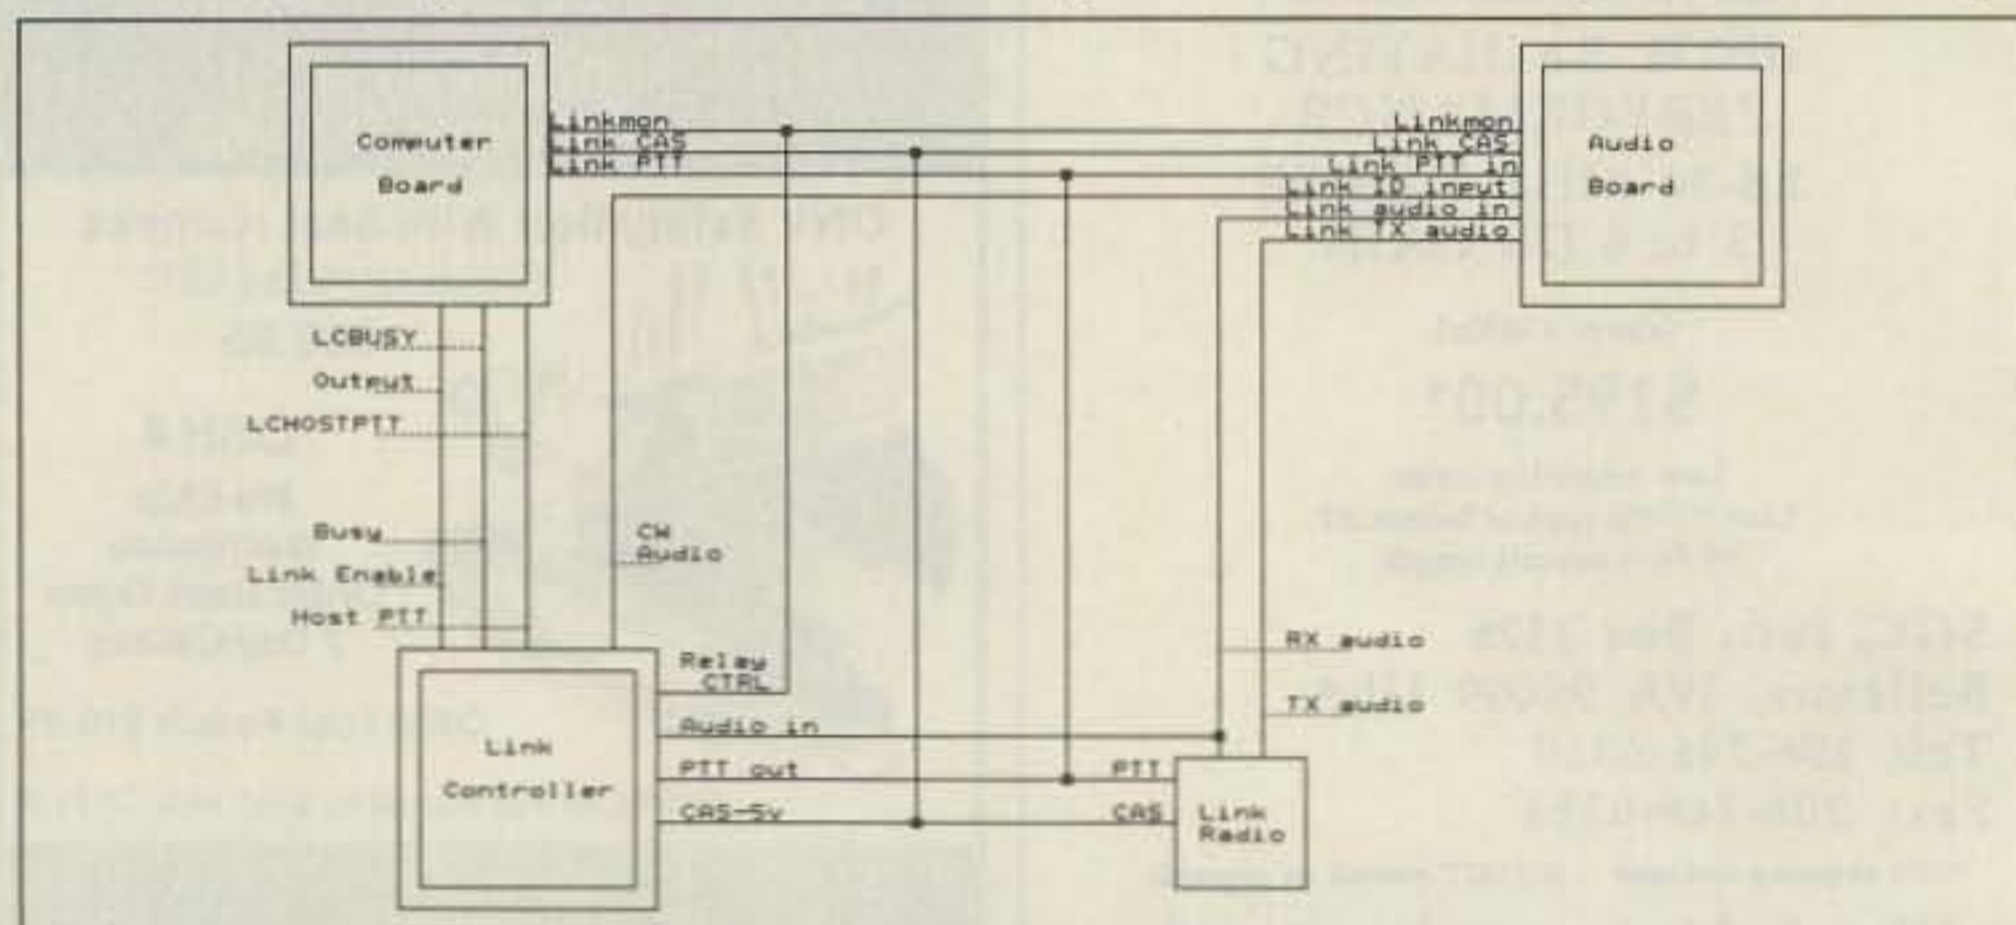 Linkmon
Link CAS
Link PTT
Computer
Board
Linkmon
Link CAS
Link PTT in
Link ID input
Link audio in
Link TX audio
Audio
Board
LCBUSY
Output
LCHOSTPTT
Busy
Link Enable
Host PTT
CW
Audio
Relay
CTRL
Audio in
PTT out
CAS-5v
Link
Controller
RX audio
TX audio
PTT
CAS
Link
Radio